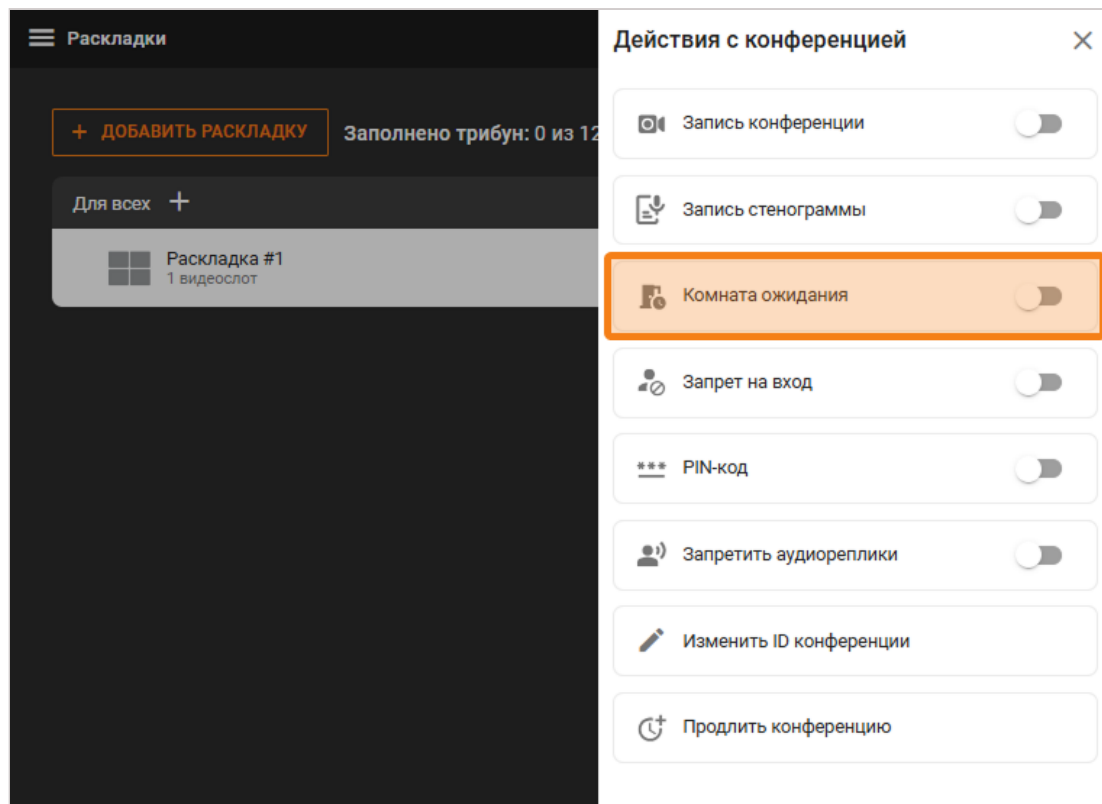 Раскладки
+ ДОБАВИТЬ РАСКЛАДКУ
Заполнено трибун: 0 из 12
Для всех +
Раскладка #1
1 видеослот
Действия с конференцией
Запись конференции
Запись стенограммы
Комната ожидания
Запрет на вход
*** PIN-код
Запретить аудиореплики
Изменить ID конференции
Продлить конференцию